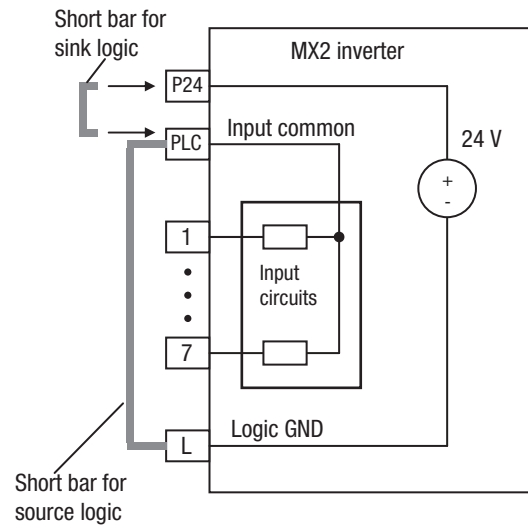 Short bar for
sink logic
MX2 inverter
P24
PLC
Input common
24 V
+
-
1
Input
circuits
7
L
Logic GND
Short bar for
source logic